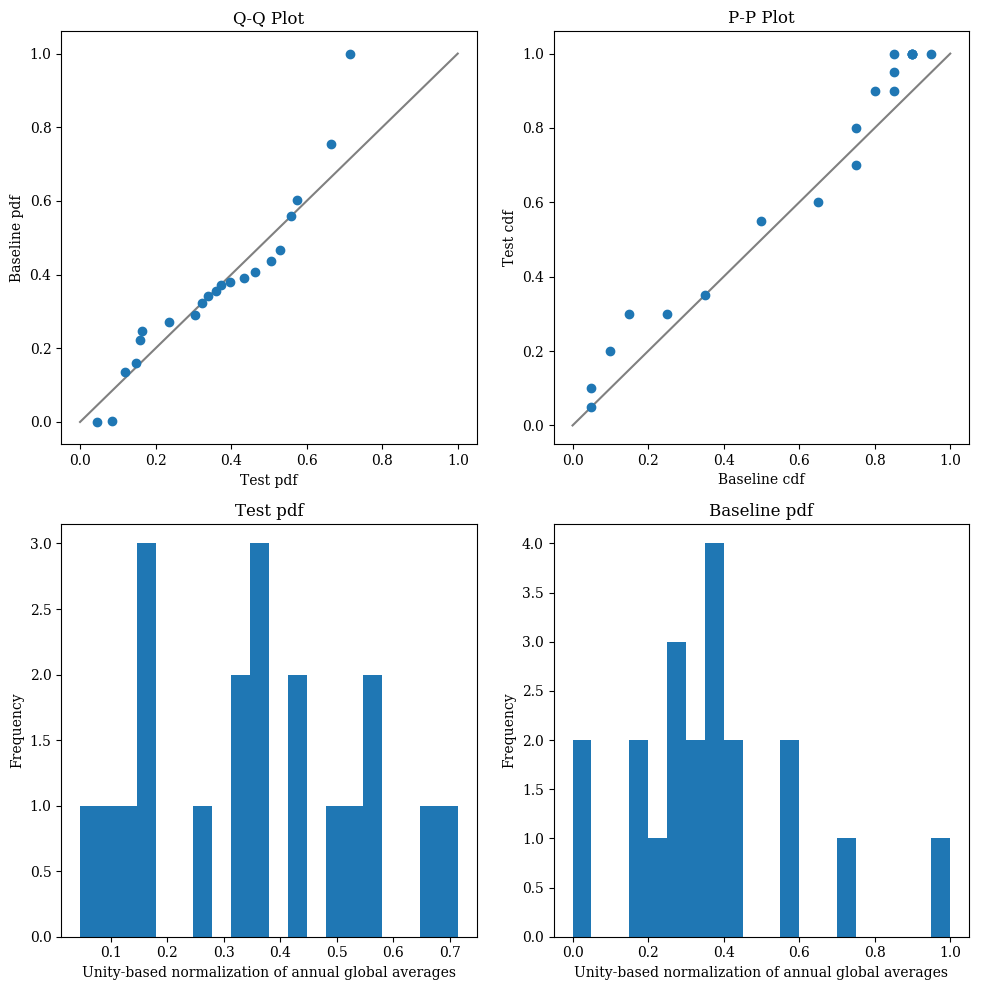 Q-Q Plot
1.0
0.8
0.6
0.4
0.2
0.0
Baseline pdf
0.0 0.2 0.4 0.6 0.8 1.0
Test pdf
P-P Plot
1.0
0.8
0.6
0.4
0.2
0.0
Test cdf
0.0 0.2 0.4 0.6 0.8 1.0
Baseline cdf
Test pdf
3.0
2.5
2.0
1.5
1.0
0.5
0.0
Frequency
0.1 0.2 0.3 0.4 0.5 0.6 0.7
Unity-based normalization of annual global averages
Baseline pdf
4.0
3.5
3.0
2.5
2.0
1.5
1.0
0.5
0.0
Frequency
0.0 0.2 0.4 0.6 0.8 1.0
Unity-based normalization of annual global averages